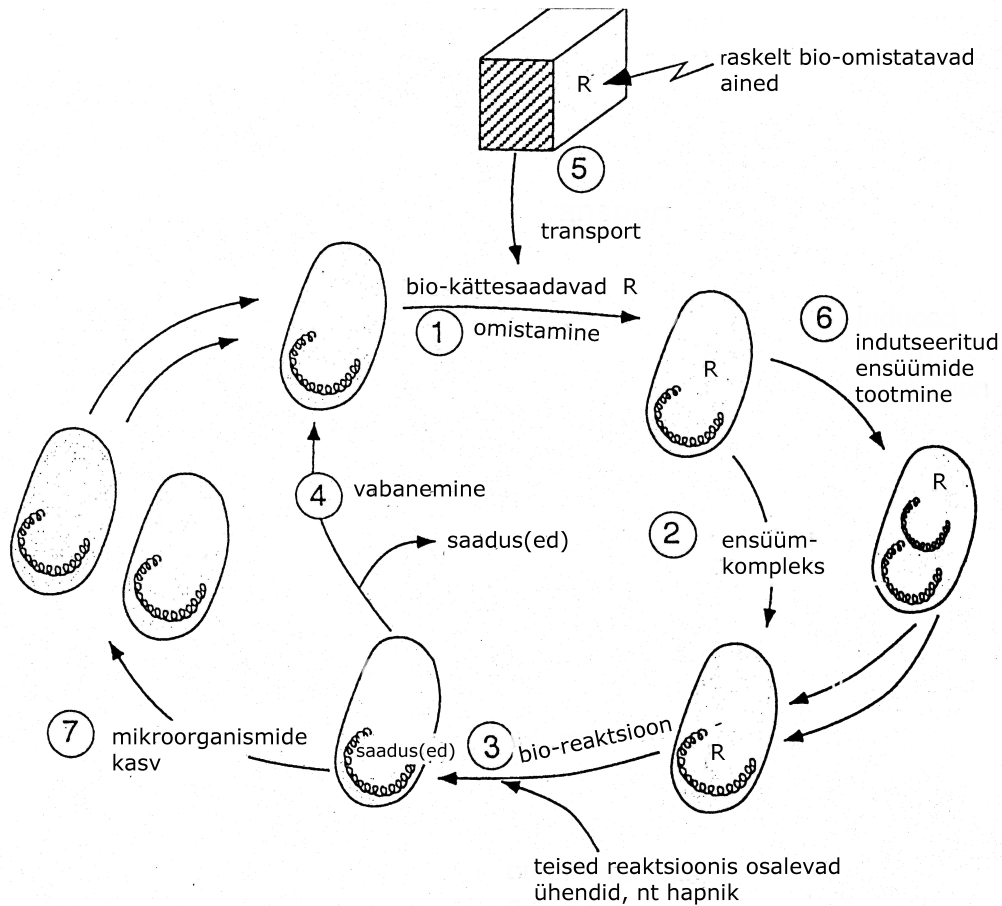 R
raskelt bio-omistatavad
ained
5
transport
bio-kättesaadavad R
1
omistamine
6
indutseeritud
ensüümide
tootmine
R
R
4
vabanemine
2
ensüüm-
kompleks
saadus(ed)
7
mikroorganismide
kasv
saadus(ed)
3
bio-reaktsioon
R
teised reaktsioonis osalevad
ühendid, nt hapnik